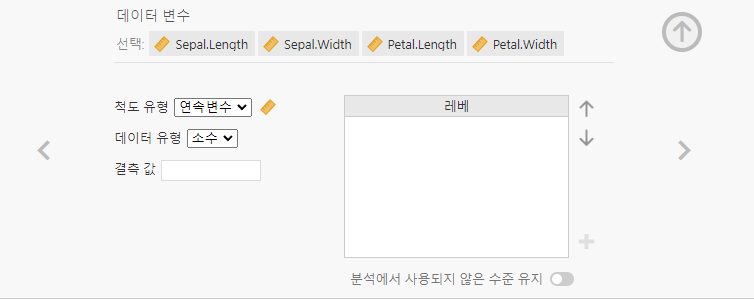 데이터 변수
선택: Sepal.Length Sepal.Width Petal.Length Petal.Width
척도 유형 연속변수
데이터 유형 소수
결측 값
레베
분석에서 사용되지 않은 수준 유지